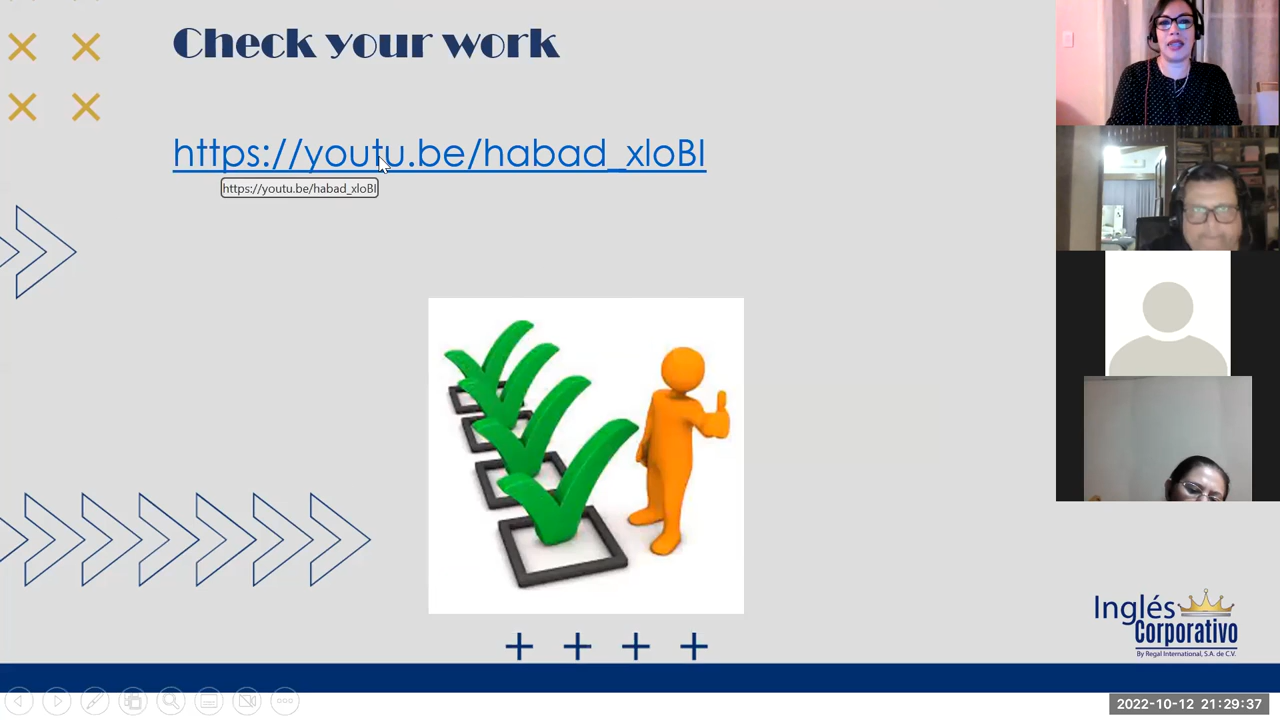 Check your work
https://youtu.be/habad_xloBI
https://youtu.be/habad_xloBI
Inglés
Corporativo
By Regal International, S.A. de C.V.
2022-10-12 21:29:37